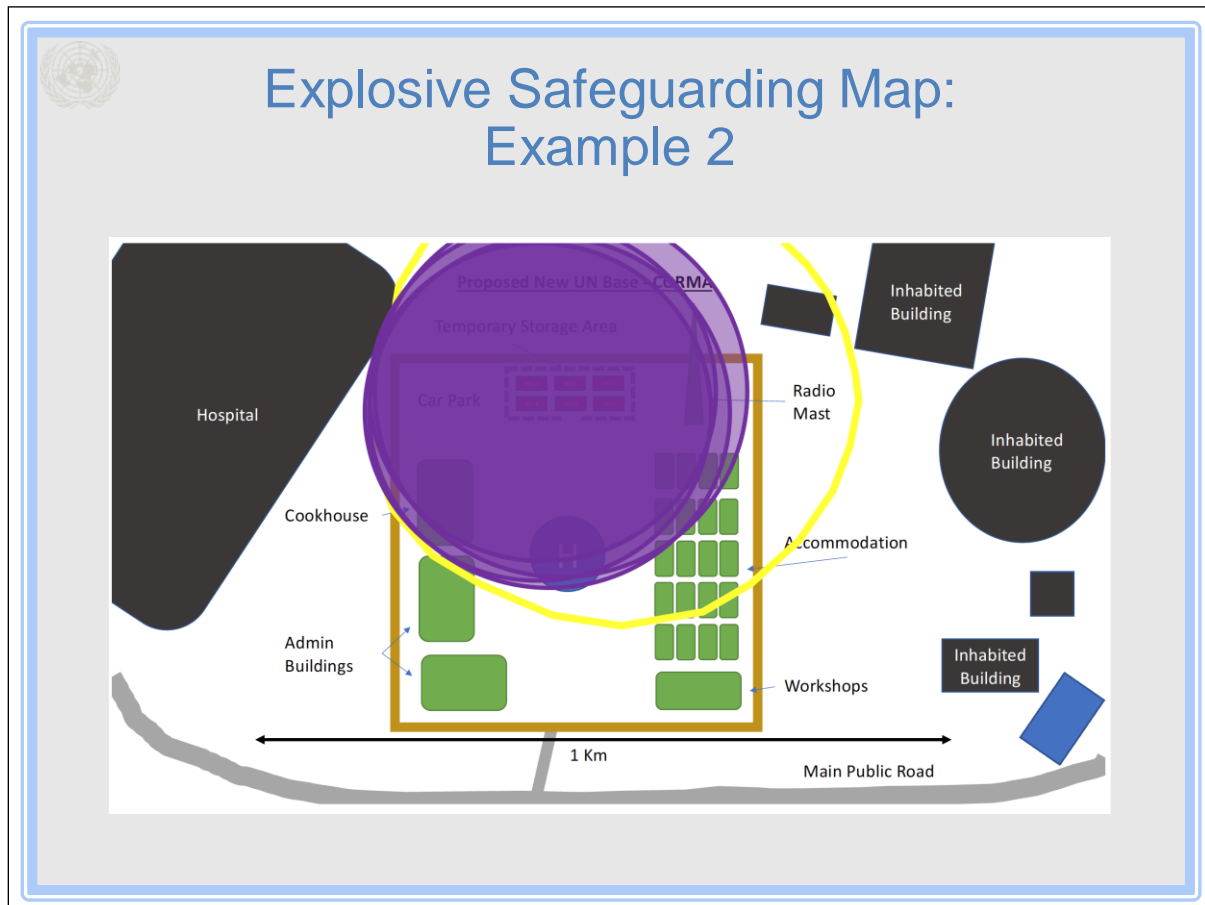 Explosive Safeguarding Map:
Example 2
Proposed New UN Base - CORMA
Temporary Storage Area
Inhabited
Building
Car Park
Radio
Mast
Hospital
Inhabited
Building
Cookhouse
H
Accommodation
Admin
Buildings
Inhabited
Building
Workshops
1 Km
Main Public Road